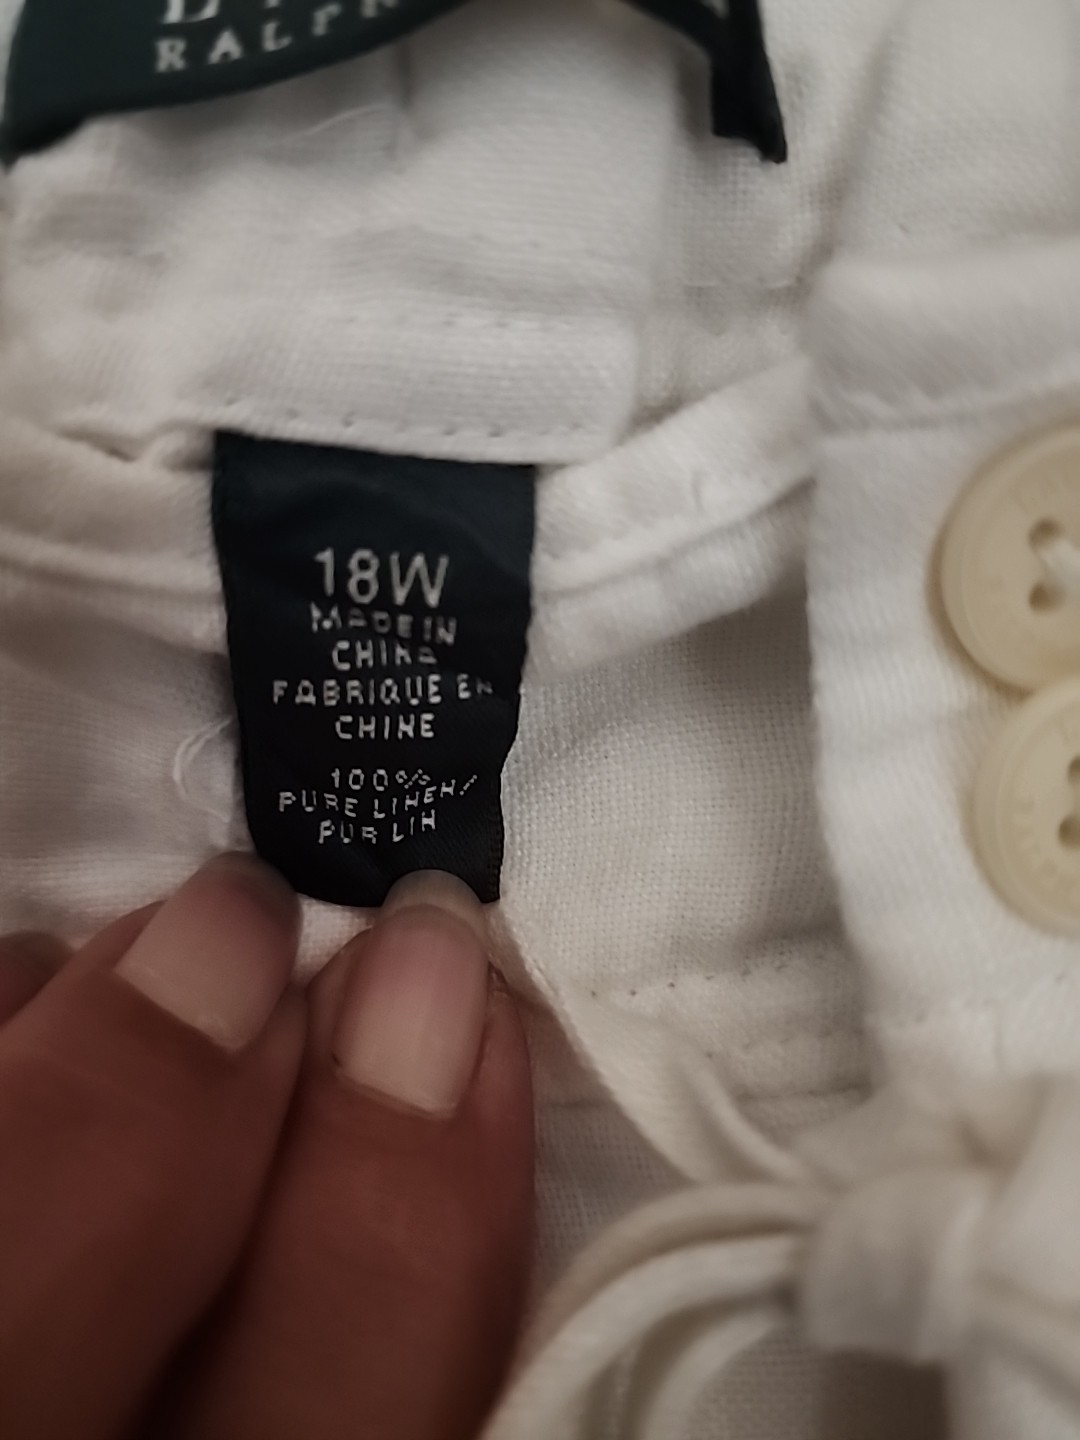 RALPH
18W
MADE IN
CHINA
FABRIQUE EN
CHINE
100%
PURE LINEN/
PUR LIN